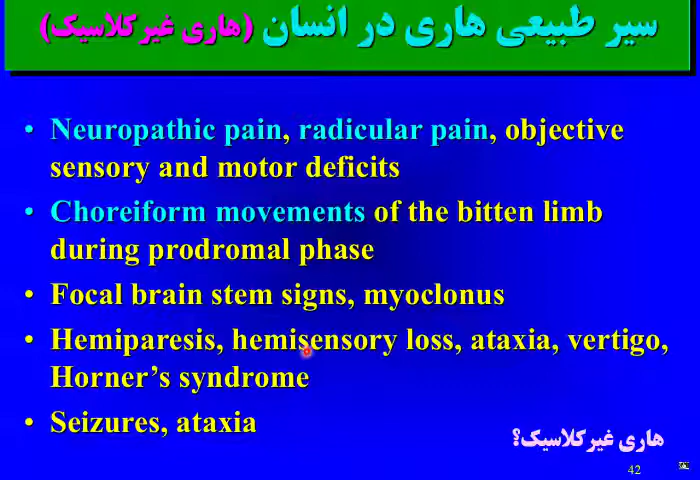 سیر طبیعی هاری در انسان (هاری غیرکلاسیک)
• Neuropathic pain, radicular pain, objective
sensory and motor deficits
• Choreiform movements of the bitten limb
during prodromal phase
• Focal brain stem signs, myoclonus
• Hemiparesis, hemisensory loss, ataxia, vertigo,
Horner’s syndrome
• Seizures, ataxia
هاری غیرکلاسیک؟
42